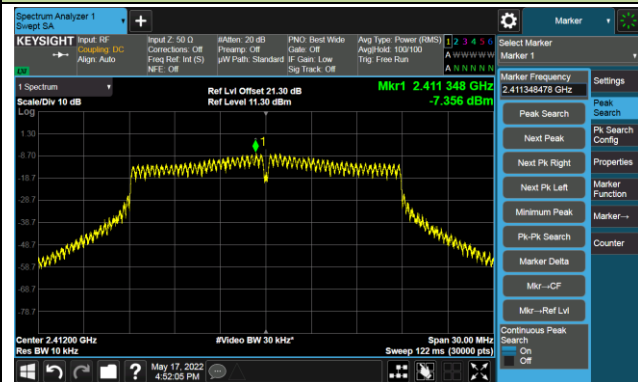 Spectrum Analyzer 1
Swept SA
Marker
KEYSIGHT
Input: RF
Coupling: DC
Align: Auto
Input Z: 50 Ω
Corrections: Off
Freq Ref: Int (S)
NFE: Off
#Atten: 20 dB
Preamp: Off
µW Path: Standard
PNO: Best Wide
Gate: Off
IF Gain: Low
Sig Track: Off
Avg Type: Power (RMS)
Avg|Hold: 100/100
Trig: Free Run
1 2 3 4 5 6
A W W W W W
A N N N N N
LXI
Select Marker
Marker 1
1 Spectrum
Scale/Div 10 dB
Log
Ref Lvl Offset 21.30 dB
Ref Level 11.30 dBm
Mkr1 2.411 348 GHz
-7.356 dBm
1
1.30
-8.70
-18.7
-28.7
-38.7
-48.7
-58.7
-68.7
-78.7
Center 2.41200 GHz
Res BW 10 kHz
#Video BW 30 kHz*
Span 30.00 MHz
Sweep 122 ms (30000 pts)
Marker Frequency
2.411348478 GHz
Peak Search
Next Peak
Next Pk Right
Next Pk Left
Minimum Peak
Pk-Pk Search
Marker Delta
Mkr→CF
Mkr→Ref Lvl
Continuous Peak
Search
On
Off
Settings
Peak
Search
Pk Search
Config
Properties
Marker
Function
Marker→
Counter
?
May 17, 2022
4:52:05 PM